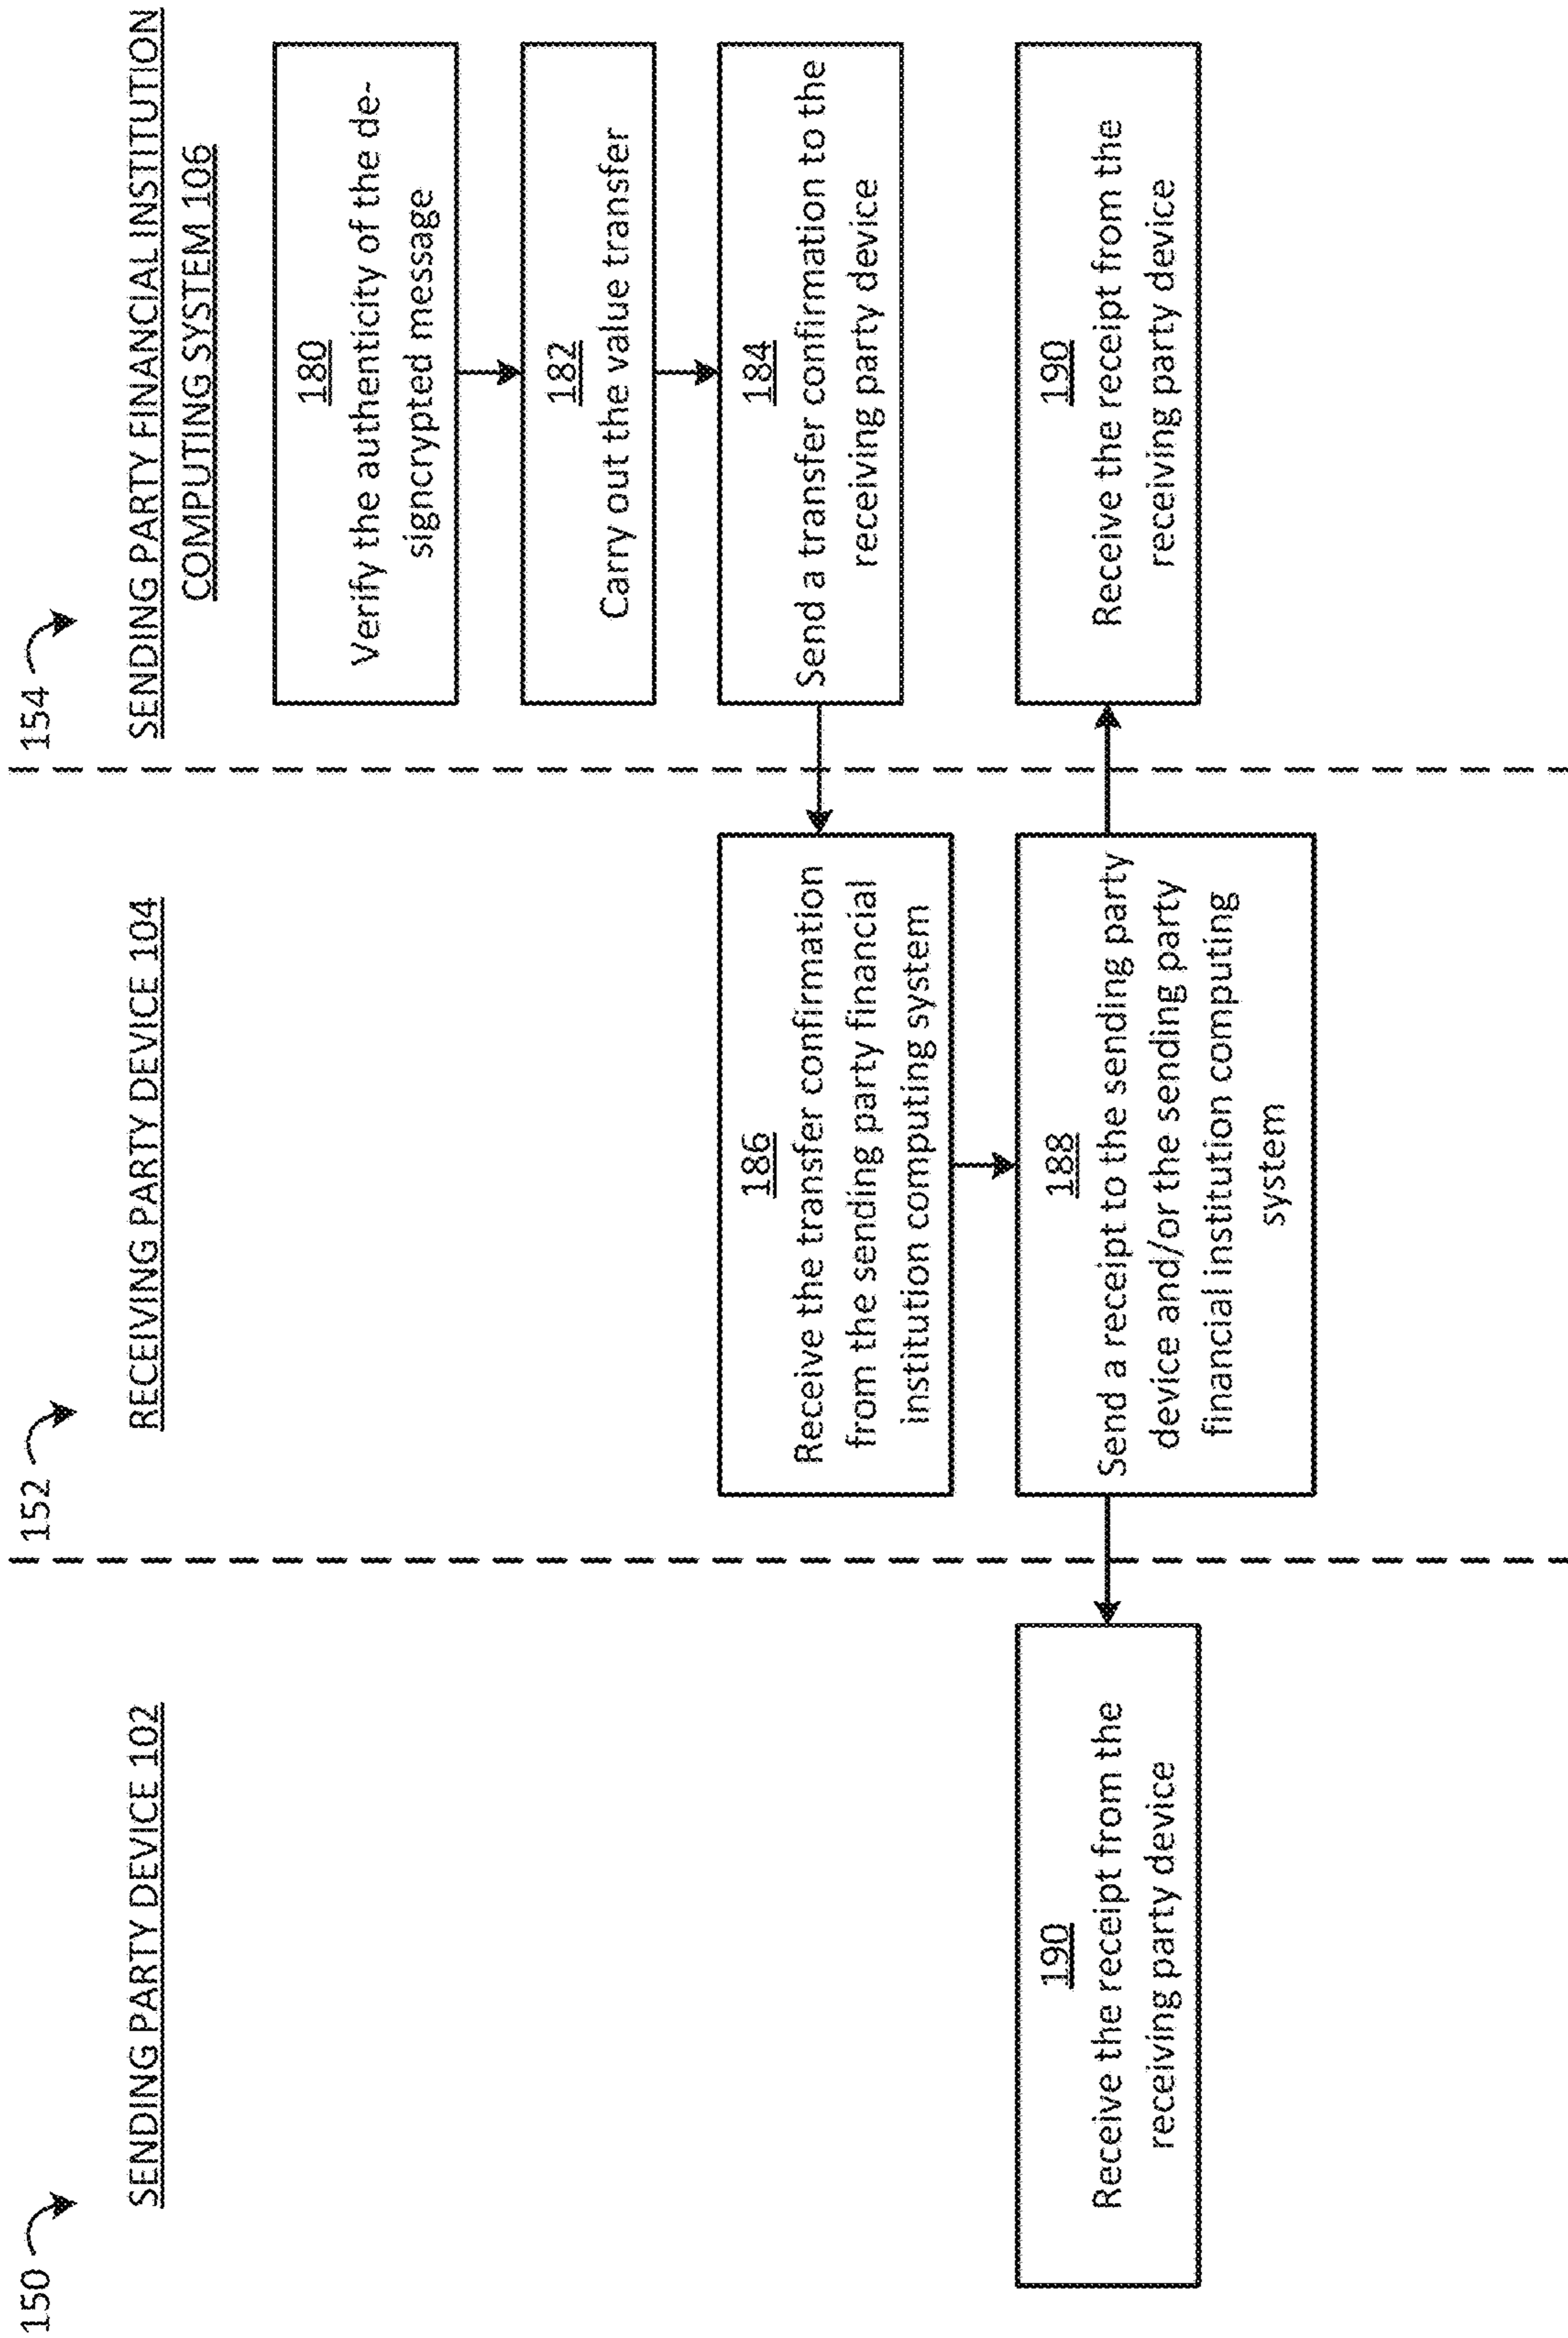 150
SENDING PARTY DEVICE 102
152
RECEIVING PARTY DEVICE 104
154
SENDING PARTY FINANCIAL INSTITUTION
COMPUTING SYSTEM 106
180
Verify the authenticity of the de-
signcrypted message
182
Carry out the value transfer
184
Send a transfer confirmation to the
receiving party device
186
Receive the transfer confirmation
from the sending party financial
institution computing system
188
Send a receipt to the sending party
device and/or the sending party
financial institution computing
system
190
Receive the receipt from the
receiving party device
190
Receive the receipt from the
receiving party device